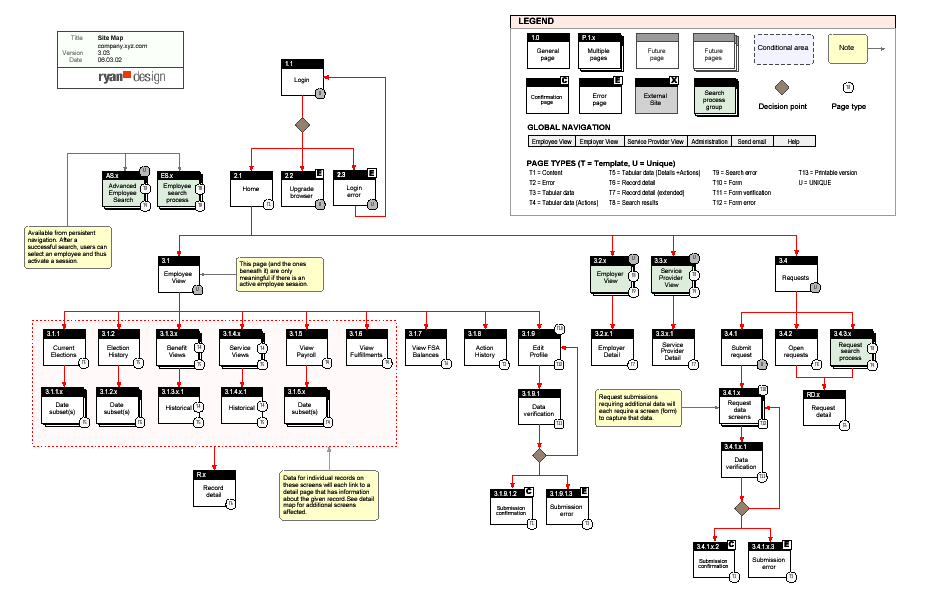 Title Site Map
company.xyz.com
Version 3.03
Date 06.03.02
ryan design
LEGEND
1.0
General
page
P.1.x
Multiple
pages
Future
page
Future
pages
Conditional area
Note
C
Confirmation
page
E
Error
page
X
External
Site
Search
process
group
Decision point
Page type
GLOBAL NAVIGATION
Employee View Employer View Service Provider View Administration Send email Help
PAGE TYPES (T = Template, U = Unique)
T1 = Content
T2 = Error
T3 = Tabular data
T4 = Tabular data (Actions)
T5 = Tabular data (Details+Actions)
T6 = Record detail
T7 = Record detail (extended)
T8 = Search results
T9 = Search error
T10 = Form
T11 = Form verification
T12 = Form error
T13 = Printable version
U = UNIQUE
1.1
Login
AS.x
Advanced
Employee
Search
ES.x
Employee
search
process
2.1
Home
2.2 E
Upgrade
browser
2.3 E
Login
error
Available from persistent
navigation. After a
successful search, users can
select an employee and thus
activate a session.
3.1
Employee
View
This page (and the ones
beneath it) are only
meaningful if there is an
active employee session.
3.2.x
Employer
View
3.3.x
Service
Provider
View
3.4
Requests
3.1.1
Current
Elections
3.1.2
Election
History
3.1.3.x
Benefit
Views
3.1.4.x
Service
Views
3.1.5
View
Payroll
3.1.6
View
Fulfillments
3.1.7
View FSA
Balances
3.1.8
Action
History
3.1.9
Edit
Profile
3.2.x.1
Employer
Detail
3.3.x.1
Service
Provider
Detail
3.4.1
Submit
request
3.4.2
Open
requests
3.4.3.x
Request
search
process
3.1.1.x
Date
subset(s)
3.1.2.x
Date
subset(s)
3.1.3.x.1
Historical
3.1.4.x.1
Historical
3.1.5.x
Date
subset(s)
3.1.9.1
Data
verification
Request submissions
requiring additional data will
each require a screen (form)
to capture that data.
3.4.1.x
Request
data
screens
RD.x
Request
detail
3.4.1.x.1
Data
verification
R.x
Record
detail
Data for individual records on
these screens will each link to a
detail page that has information
about the given record. See detail
map for additional screens
affected.
3.1.9.1.2 C
Submission
confirmation
3.1.9.1.3 E
Submission
error
3.4.1.x.2 C
Submission
confirmation
3.4.1.x.3 E
Submission
error